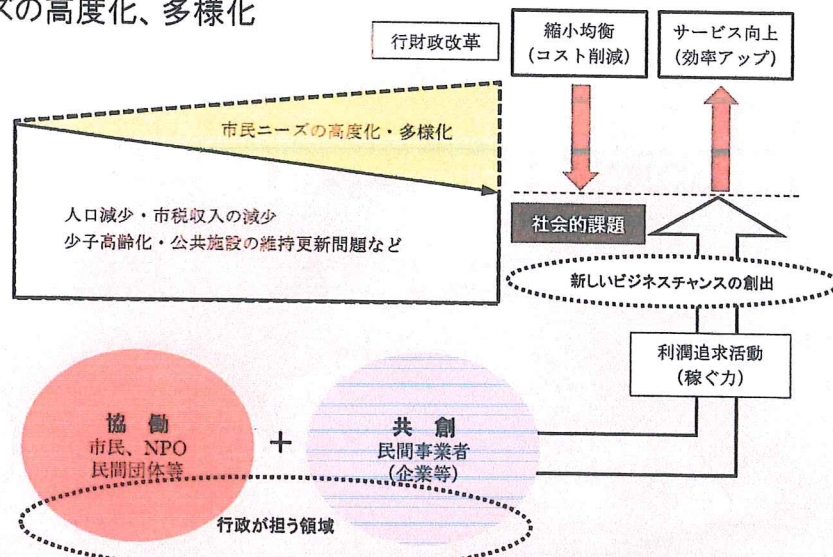 ズの高度化、多様化
行財政改革
縮小均衡
(コスト削減)
サービス向上
(効率アップ)
市民ニーズの高度化・多様化
人口減少・市税収入の減少
少子高齢化・公共施設の維持更新問題など
社会的課題
新しいビジネスチャンスの創出
利潤追求活動
(稼ぐ力)
協 働
市民、NPO
民間団体等
+
共 創
民間事業者
(企業等)
行政が担う領域